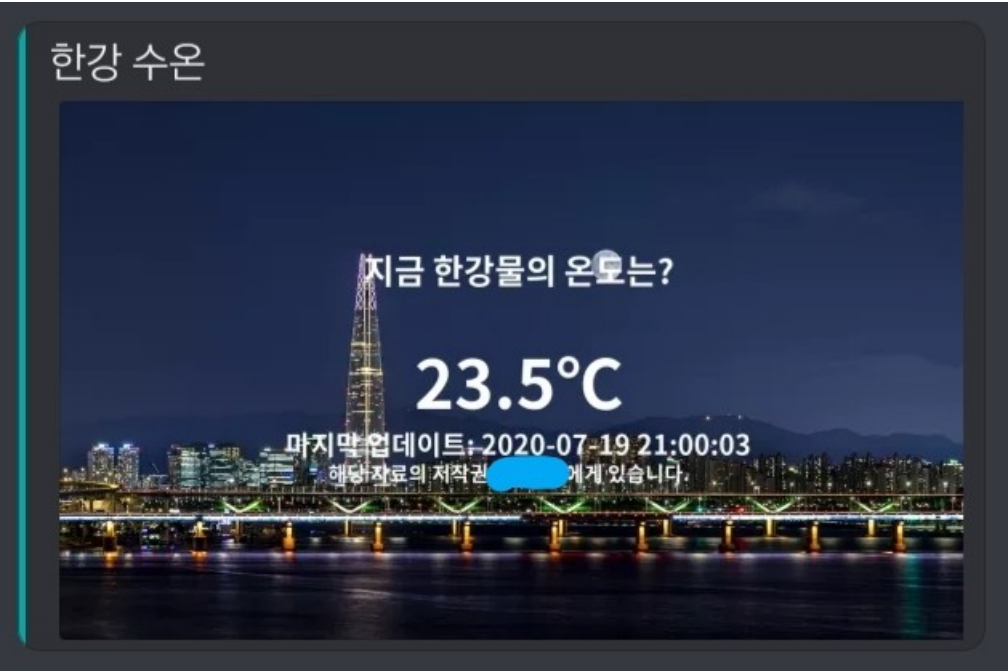 한강 수온
지금 한강물의 온도는?
23.5°C
마지막 업데이트: 2020-07-19 21:00:03
해당 자료의 저작권 에게 있습니다.